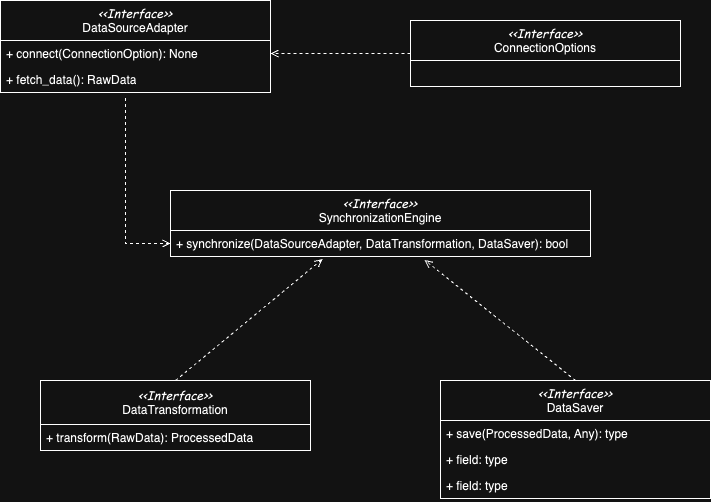 <<Interface>>
DataSourceAdapter
+ connect(ConnectionOption): None
+ fetch_data(): RawData
<<Interface>>
ConnectionOptions
<<Interface>>
SynchronizationEngine
+ synchronize(DataSourceAdapter, DataTransformation, DataSaver): bool
<<Interface>>
DataTransformation
+ transform(RawData): ProcessedData
<<Interface>>
DataSaver
+ save(ProcessedData, Any): type
+ field: type
+ field: type